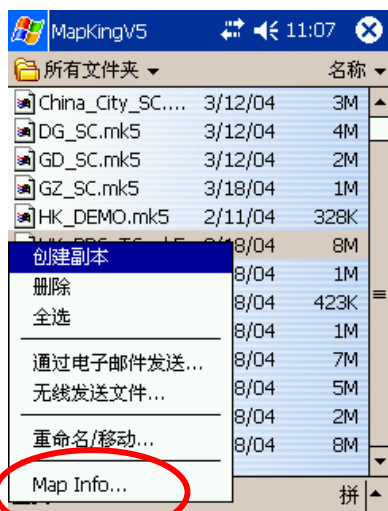 MapKingV5 11:07
所有文件夹 名称
China_City_SC.... 3/12/04 3M
DG_SC.mk5 3/12/04 4M
GD_SC.mk5 3/12/04 2M
GZ_SC.mk5 3/18/04 1M
HK_DEMO.mk5 2/11/04 328K
8/04 8M
创建副本
8/04 1M
删除
8/04 423K
全选
8/04 1M
通过电子邮件发送... 8/04 7M
无线发送文件... 8/04 5M
8/04 2M
重命名/移动... 8/04 8M
Map Info...
拼